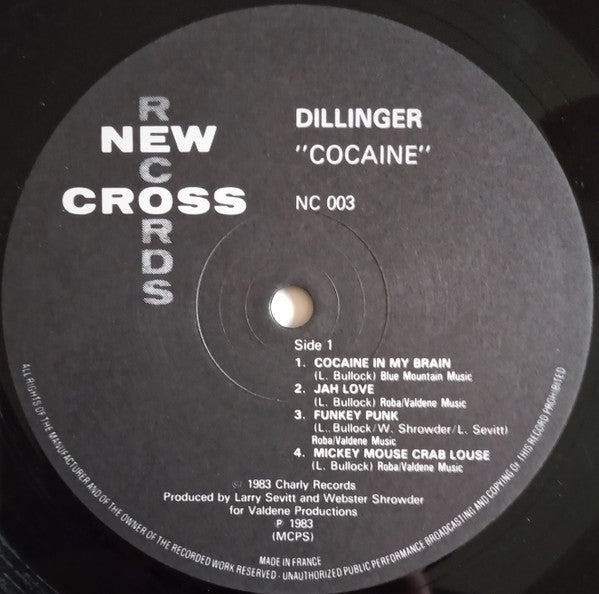 RECORDS
NEW
CROSS
DILLINGER
"COCAINE"
NC 003
Side 1
1. COCAINE IN MY BRAIN
(L. Bullock) Blue Mountain Music
2. JAH LOVE
(L. Bullock) Roba/Valdene Music
3. FUNKEY PUNK
(L. Bullock/W. Shrowder/L. Sevitt)
Roba/Valdene Music
4. MICKEY MOUSE CRAB LOUSE
(L. Bullock) Roba/Valdene Music
© 1983 Charly Records
Produced by Larry Sevitt and Webster Shrowder
for Valdene Productions
℗ 1983
(MCPS)
MADE IN FRANCE
ALL RIGHTS OF THE MANUFACTURER AND OF THE OWNER OF THE RECORDED WORK RESERVED - UNAUTHORIZED PUBLIC PERFORMANCE BROADCASTING AND COPYING Of THIS RECORD PROHIBITED